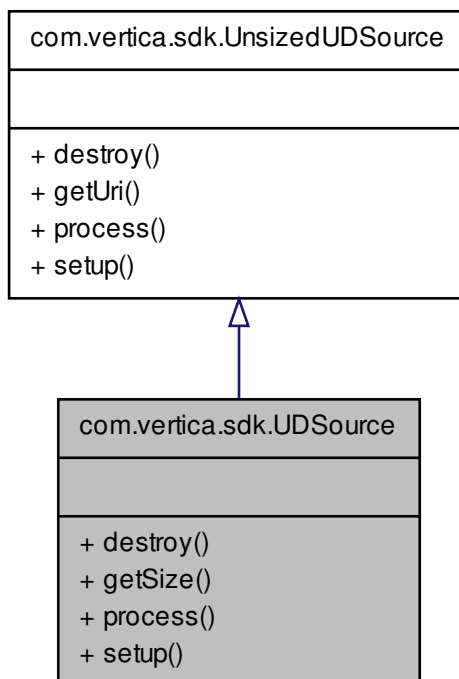 com.vertica.sdk.UnsizedUDSource
+ destroy()
+ getUri()
+ process()
+ setup()
com.vertica.sdk.UDSource
+ destroy()
+ getSize()
+ process()
+ setup()